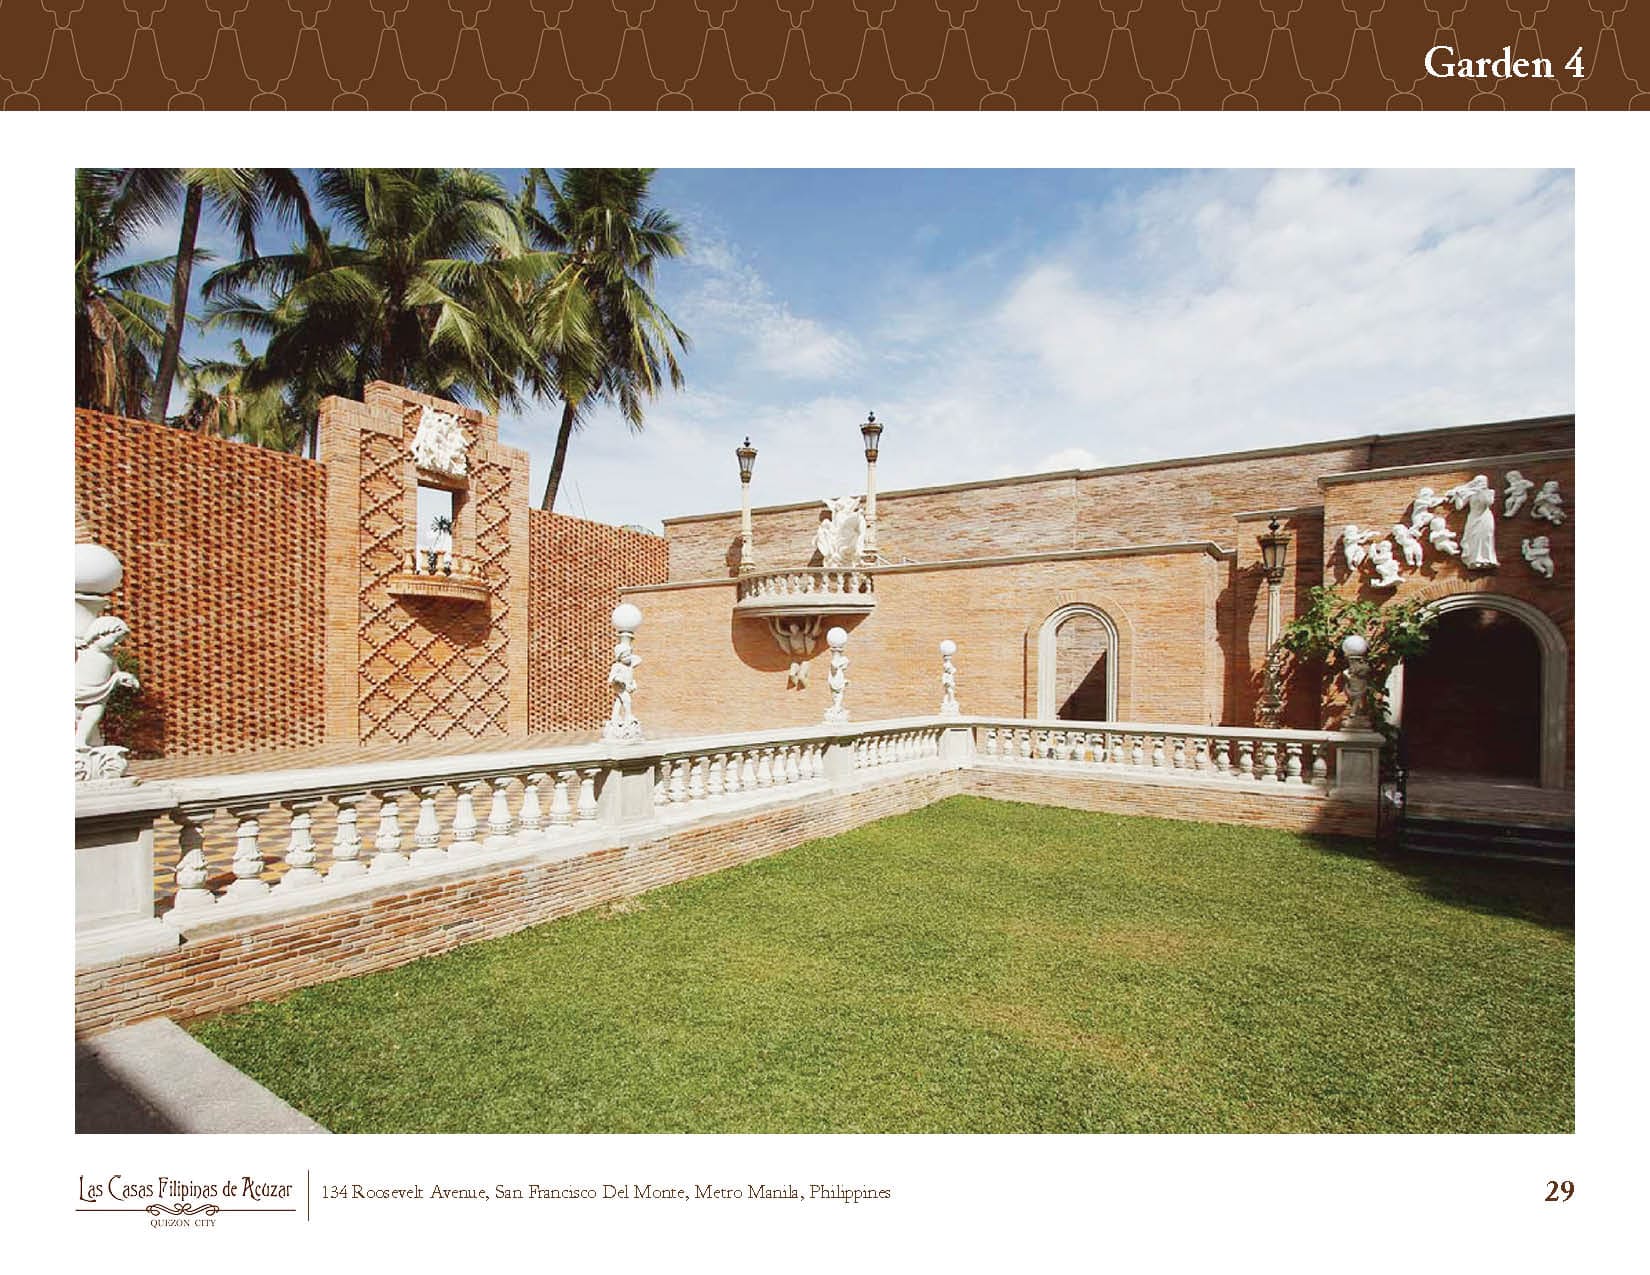 Garden 4
Las Casas Filipinas de Acuzar
QUEZON CITY
134 Roosevelt Avenue, San Francisco Del Monte, Metro Manila, Philippines
29